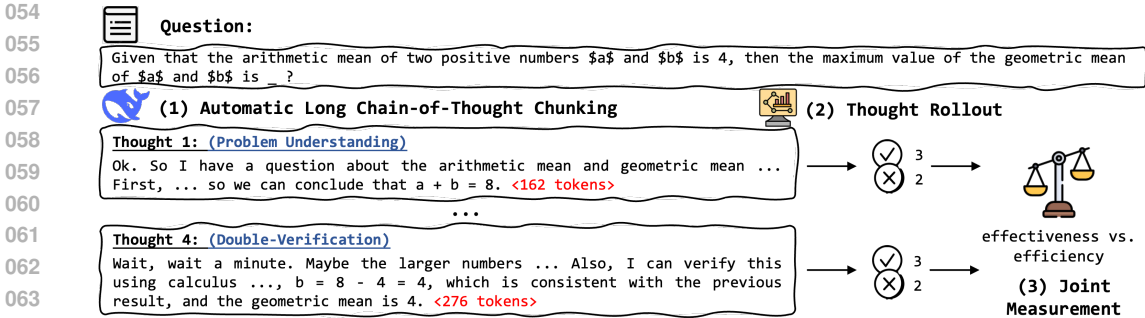 054
Question:
055
Given that the arithmetic mean of two positive numbers $a$ and $b$ is 4, then the maximum value of the geometric mean
056
of $a$ and $b$ is _ ?
057
(1) Automatic Long Chain-of-Thought Chunking
(2) Thought Rollout
058
Thought 1: (Problem Understanding)
059
Ok. So I have a question about the arithmetic mean and geometric mean ...
First, ... so we can conclude that a + b = 8. <162 tokens>
3
2
060
...
061
Thought 4: (Double-Verification)
062
Wait, wait a minute. Maybe the larger numbers ... Also, I can verify this
using calculus ..., b = 8 - 4 = 4, which is consistent with the previous
063
result, and the geometric mean is 4. <276 tokens>
3
2
effectiveness vs.
efficiency
(3) Joint
Measurement